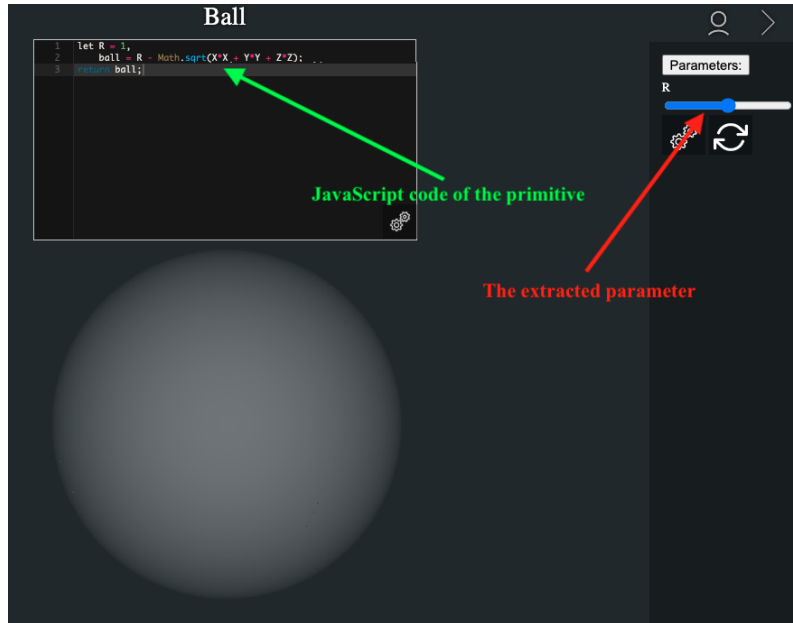 Ball
1 let R = 1,
2 ball = R - Math.sqrt(X*X + Y*Y + Z*Z);
3 return ball;
Parameters:
R
JavaScript code of the primitive
The extracted parameter